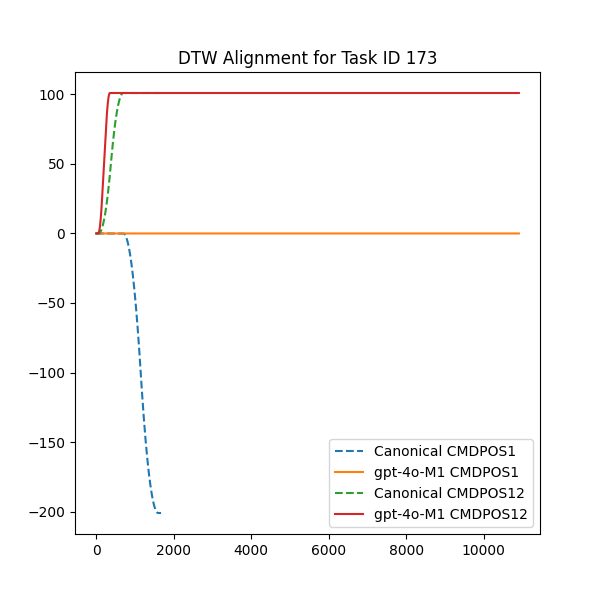 DTW Alignment for Task ID 173
100
50
0
−50
−100
−150
−200
0 2000 4000 6000 8000 10000
Canonical CMDPOS1
gpt-4o-M1 CMDPOS1
Canonical CMDPOS12
gpt-4o-M1 CMDPOS12